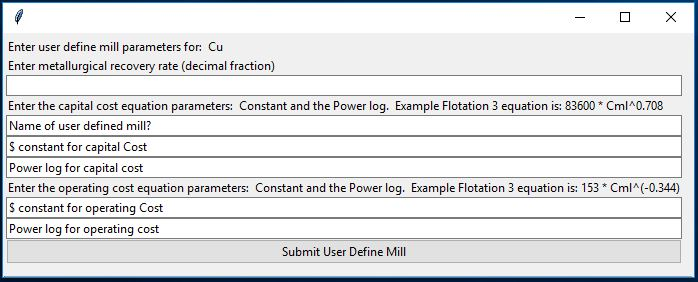 Enter user define mill parameters for:  Cu
Enter metallurgical recovery rate (decimal fraction)
Enter the capital cost equation parameters:  Constant and the Power log.  Example Flotation 3 equation is: 83600 * Cml^0.708
Name of user defined mill?
$ constant for capital Cost
Power log for capital cost
Enter the operating cost equation parameters:  Constant and the Power log.  Example Flotation 3 equation is: 153 * Cml^(-0.344)
$ constant for operating Cost
Power log for operating cost
Submit User Define Mill